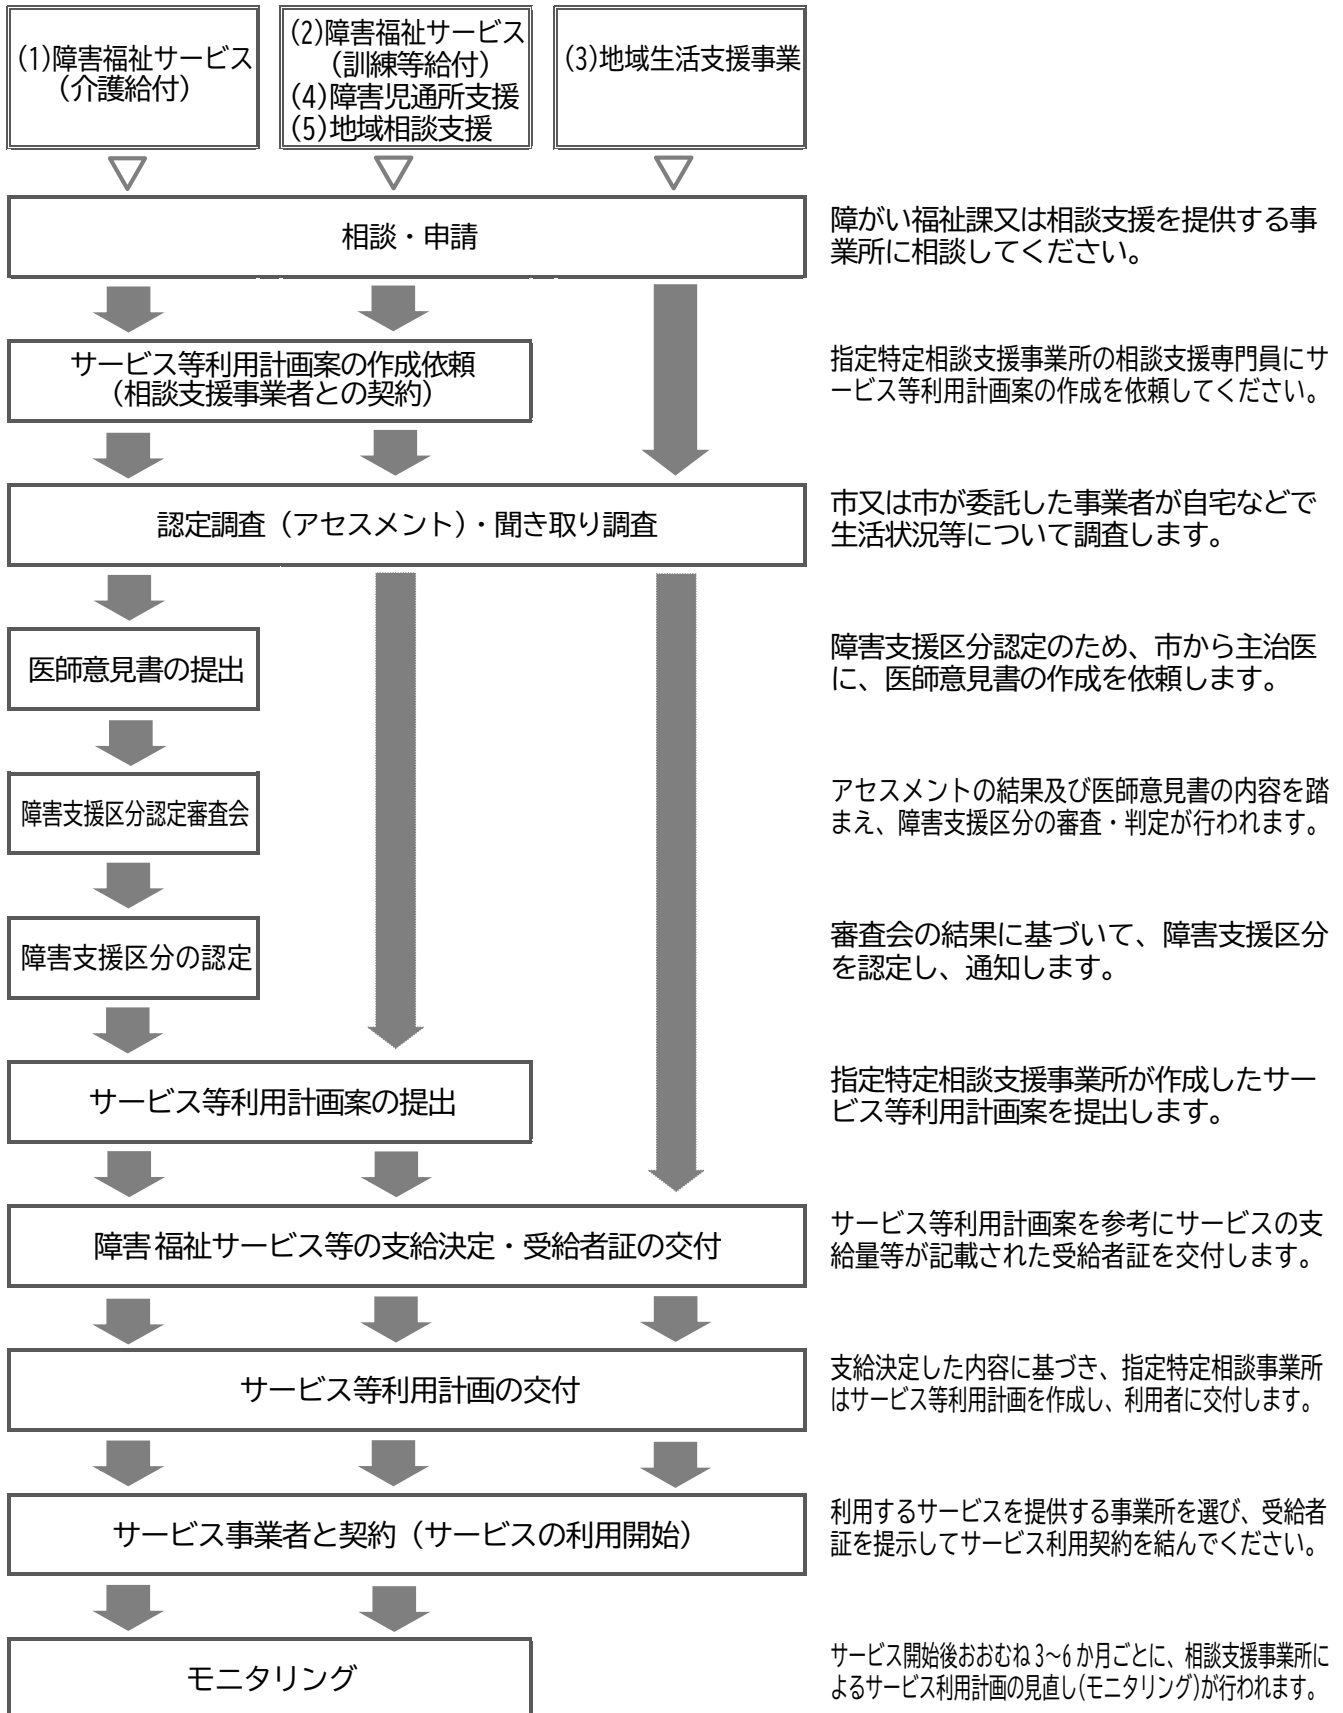 (1)障害福祉サービス
（介護給付）
(2)障害福祉サービス
（訓練等給付）
(4)障害児通所支援
(5)地域相談支援
(3)地域生活支援事業
相談・申請
障がい福祉課又は相談支援を提供する事
業所に相談してください。
サービス等利用計画案の作成依頼
（相談支援事業者との契約）
指定特定相談支援事業所の相談支援専門員にサ
ービス等利用計画案の作成を依頼してください。
認定調査（アセスメント）・聞き取り調査
市又は市が委託した事業者が自宅などで
生活状況等について調査します。
医師意見書の提出
障害支援区分認定のため、市から主治医
に、医師意見書の作成を依頼します。
障害支援区分認定審査会
アセスメントの結果及び医師意見書の内容を踏
まえ、障害支援区分の審査・判定が行われます。
障害支援区分の認定
審査会の結果に基づいて、障害支援区分
を認定し、通知します。
サービス等利用計画案の提出
指定特定相談支援事業所が作成したサー
ビス等利用計画案を提出します。
障害福祉サービス等の支給決定・受給者証の交付
サービス等利用計画案を参考にサービスの支
給量等が記載された受給者証を交付します。
サービス等利用計画の交付
支給決定した内容に基づき、指定特定相談事業所
はサービス等利用計画を作成し、利用者に交付します。
サービス事業者と契約（サービスの利用開始）
利用するサービスを提供する事業所を選び、受給者
証を提示してサービス利用契約を結んでください。
モニタリング
サービス開始後おおむね3～6か月ごとに、相談支援事業所に
よるサービス利用計画の見直し(モニタリング)が行われます。